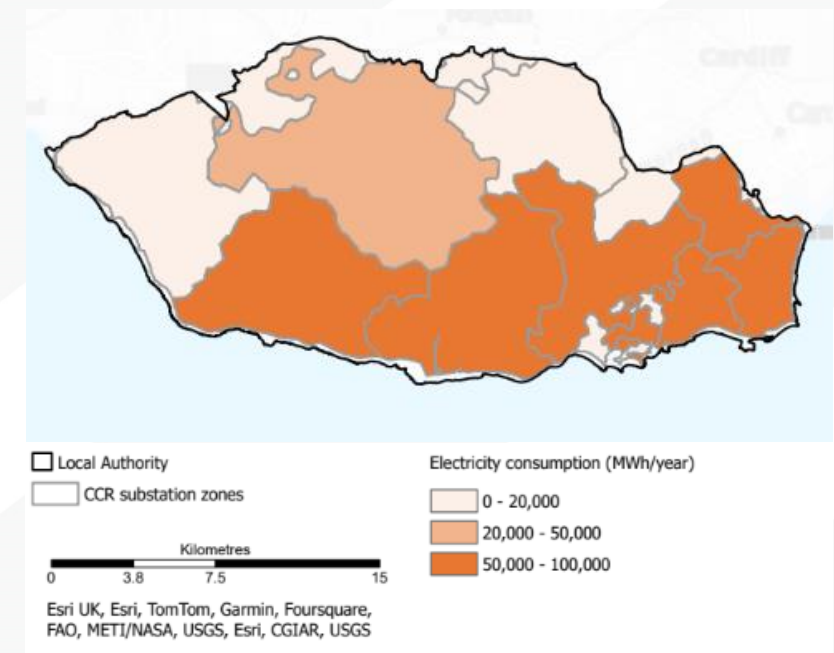 Cardiff
Local Authority
CCR substation zones
Kilometres
0 3.8 7.5 15
Esri UK, Esri, TomTom, Garmin, Foursquare,
FAO, METI/NASA, USGS, Esri, CGIAR, USGS
Electricity consumption (MWh/year)
0 - 20,000
20,000 - 50,000
50,000 - 100,000